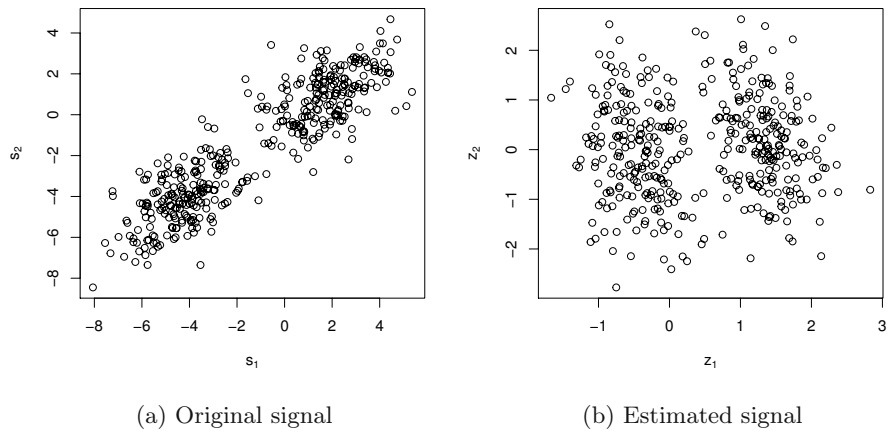 4
2
0
−2
−4
−6
−8
s2
−8 −6 −4 −2 0 2 4
s1
(a) Original signal
2
1
0
−1
−2
z2
−1 0 1 2 3
z1
(b) Estimated signal